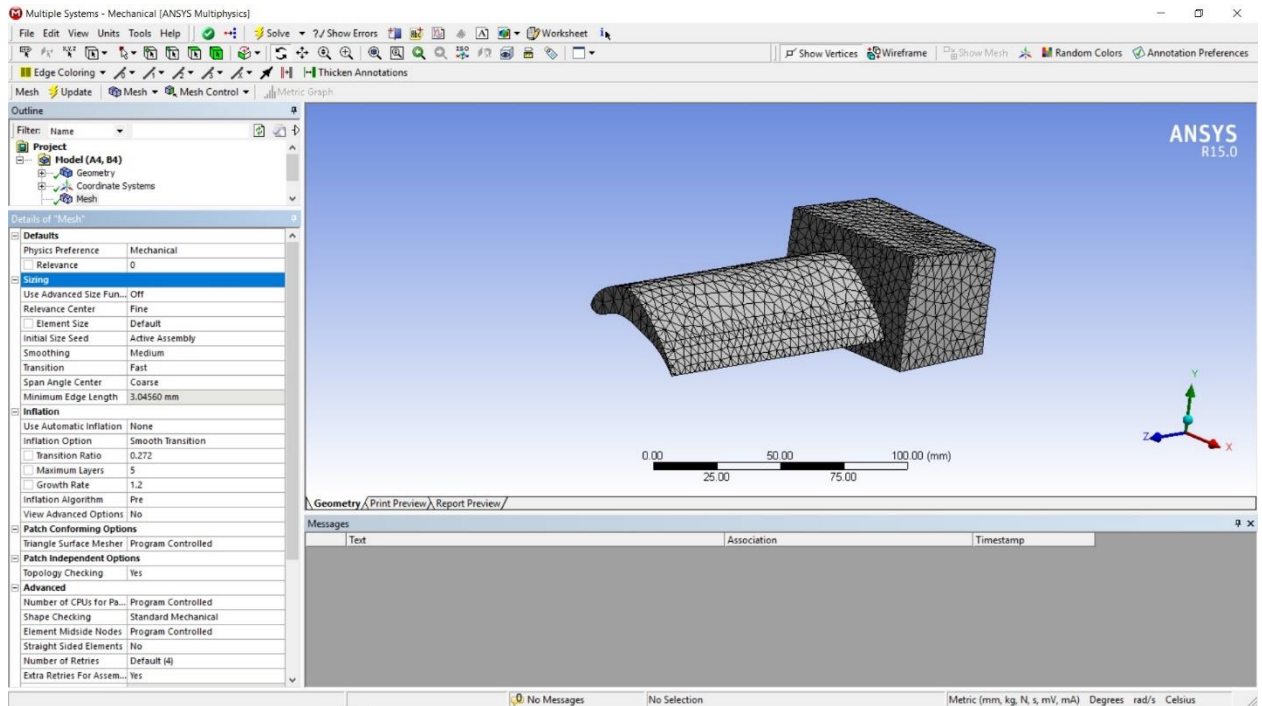 Multiple Systems - Mechanical [ANSYS Multiphysics]
File Edit View Units Tools Help Solve ?/ Show Errors Worksheet
Show Vertices Wireframe Show Mesh Random Colors Annotation Preferences
Edge Coloring Thicken Annotations
Mesh Update Mesh Mesh Control Metric Graph
Outline
Filter: Name
Project
Model (A4, B4)
Geometry
Coordinate Systems
Mesh
Details of "Mesh"
Defaults
Physics Preference Mechanical
Relevance 0
Sizing
Use Advanced Size Fun... Off
Relevance Center Fine
Element Size Default
Initial Size Seed Active Assembly
Smoothing Medium
Transition Fast
Span Angle Center Coarse
Minimum Edge Length 3.04560 mm
Inflation
Use Automatic Inflation None
Inflation Option Smooth Transition
Transition Ratio 0.272
Maximum Layers 5
Growth Rate 1.2
Inflation Algorithm Pre
View Advanced Options No
Patch Conforming Options
Triangle Surface Mesher Program Controlled
Patch Independent Options
Topology Checking Yes
Advanced
Number of CPUs for Pa... Program Controlled
Shape Checking Standard Mechanical
Element Midside Nodes Program Controlled
Straight Sided Elements No
Number of Retries Default (4)
Extra Retries For Assem... Yes
ANSYS
R15.0
Y
Z
X
0.00 50.00 100.00 (mm)
25.00 75.00
Geometry Print Preview Report Preview
Messages
Text Association Timestamp
No Messages No Selection Metric (mm, kg, N, s, mV, mA) Degrees rad/s Celsius